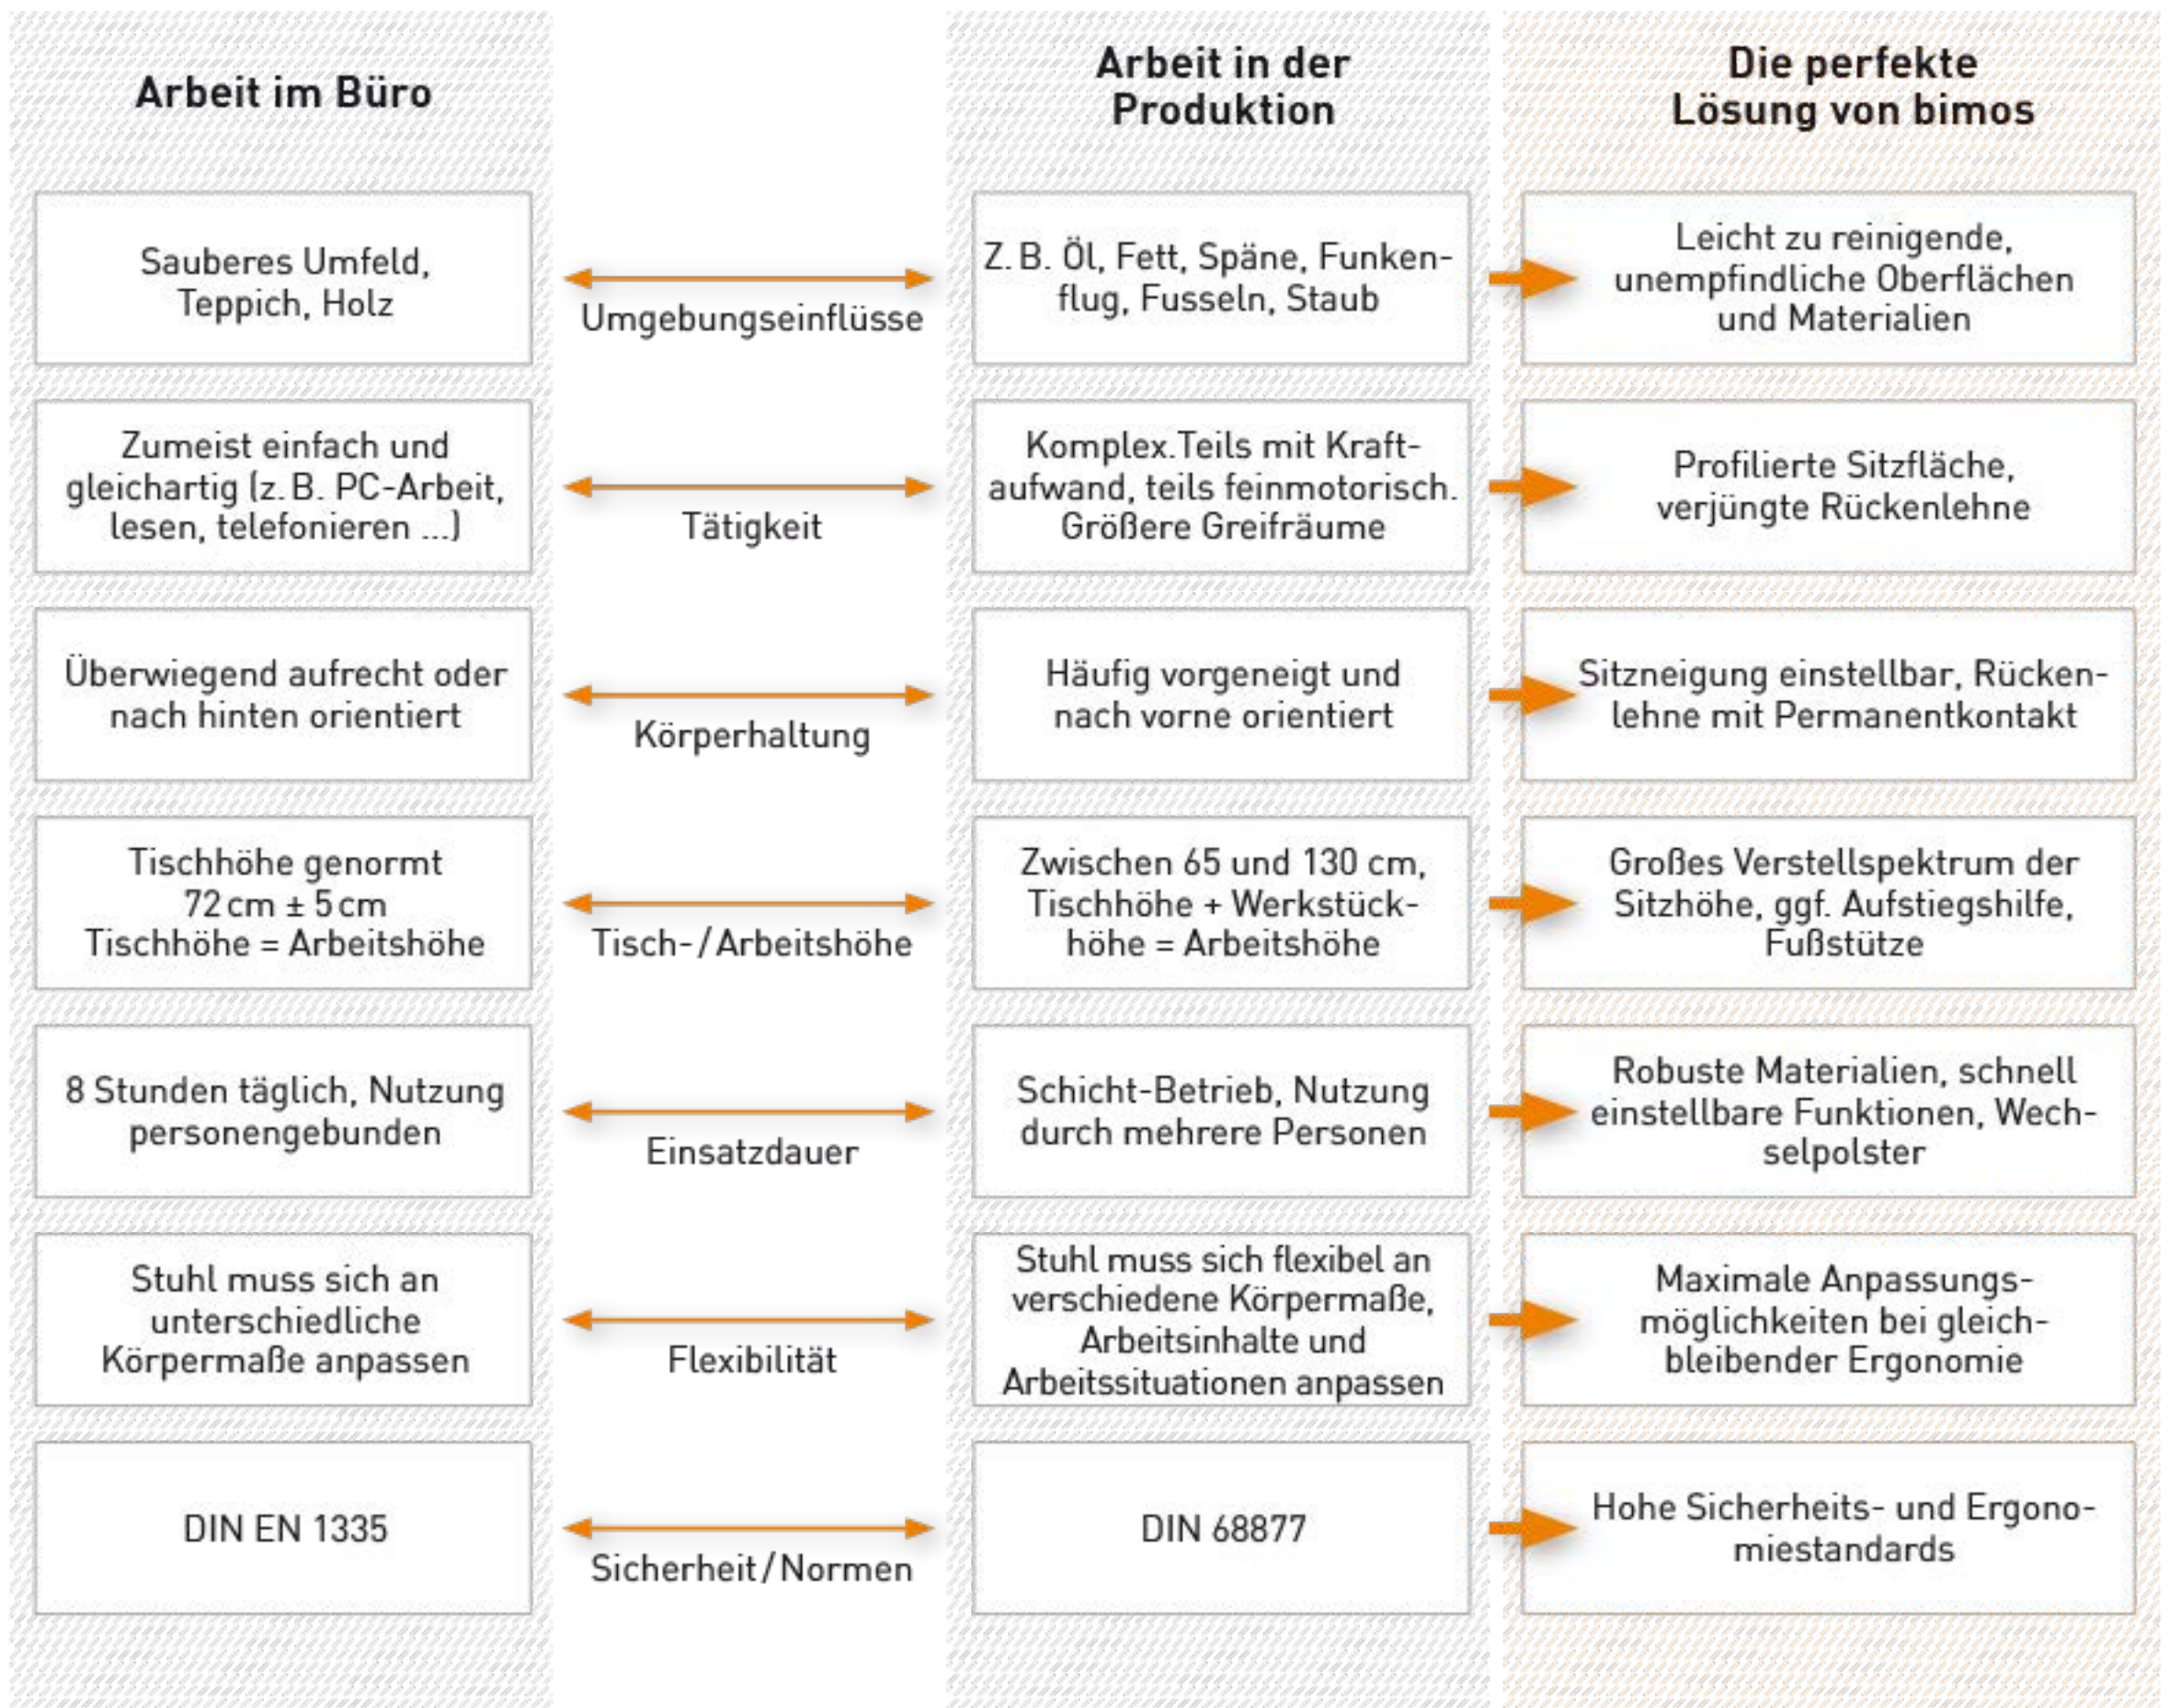 Arbeit im Büro
Arbeit in der
Produktion
Die perfekte
Lösung von bimos
Sauberes Umfeld,
Teppich, Holz
Umgebungseinflüsse
Z. B. Öl, Fett, Späne, Funken-
flug, Fusseln, Staub
Leicht zu reinigende,
unempfindliche Oberflächen
und Materialien
Zumeist einfach und
gleichartig (z. B. PC-Arbeit,
lesen, telefonieren ...)
Tätigkeit
Komplex.Teils mit Kraft-
aufwand, teils feinmotorisch.
Größere Greifräume
Profilierte Sitzfläche,
verjüngte Rückenlehne
Überwiegend aufrecht oder
nach hinten orientiert
Körperhaltung
Häufig vorgeneigt und
nach vorne orientiert
Sitzneigung einstellbar, Rücken-
lehne mit Permanentkontakt
Tischhöhe genormt
72 cm ± 5 cm
Tischhöhe = Arbeitshöhe
Tisch-/Arbeitshöhe
Zwischen 65 und 130 cm,
Tischhöhe + Werkstück-
höhe = Arbeitshöhe
Großes Verstellspektrum der
Sitzhöhe, ggf. Aufstiegshilfe,
Fußstütze
8 Stunden täglich, Nutzung
personengebunden
Einsatzdauer
Schicht-Betrieb, Nutzung
durch mehrere Personen
Robuste Materialien, schnell
einstellbare Funktionen, Wech-
selpolster
Stuhl muss sich an
unterschiedliche
Körpermaße anpassen
Flexibilität
Stuhl muss sich flexibel an
verschiedene Körpermaße,
Arbeitsinhalte und
Arbeitssituationen anpassen
Maximale Anpassungs-
möglichkeiten bei gleich-
bleibender Ergonomie
DIN EN 1335
Sicherheit/Normen
DIN 68877
Hohe Sicherheits- und Ergono-
miestandards